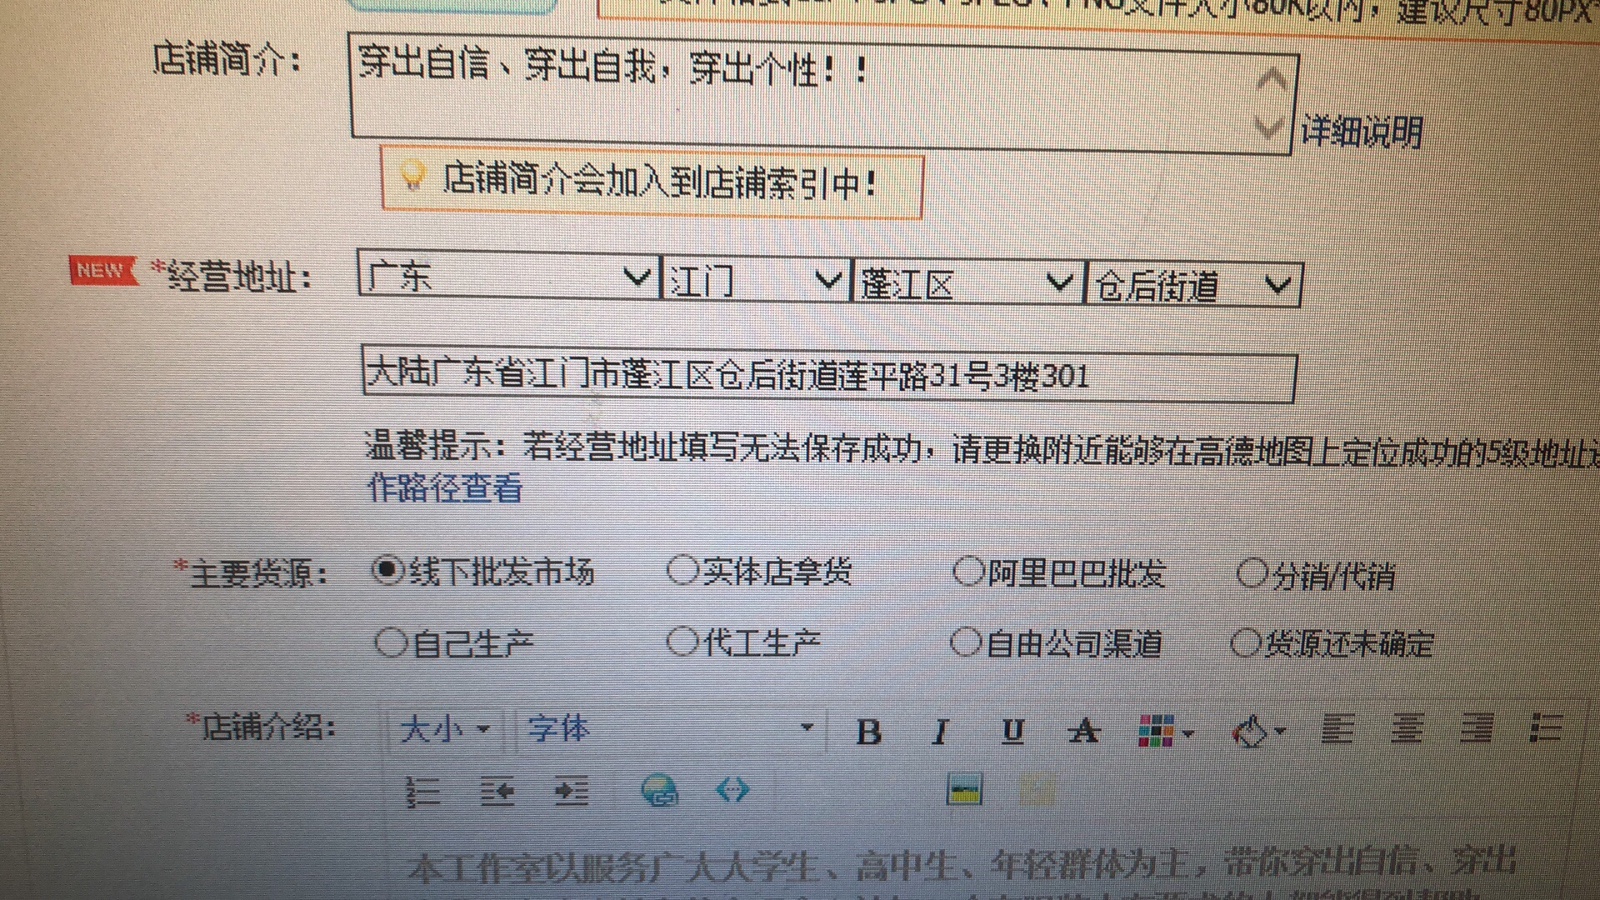 文件大小80K以内，建议尺寸80PX
店铺简介：
穿出自信、穿出自我，穿出个性！！
详细说明
店铺简介会加入到店铺索引中！
NEW *经营地址： 广东 江门 蓬江区 仓后街道
大陆广东省江门市蓬江区仓后街道莲平路31号3楼301
温馨提示：若经营地址填写无法保存成功，请更换附近能够在高德地图上定位成功的5级地址
作路径查看
*主要货源： 线下批发市场 实体店拿货 阿里巴巴批发 分销/代销
自己生产 代工生产 自由公司渠道 货源还未确定
*店铺介绍： 大小 字体 B I U A
本工作室以服务广大大学生、高中生、年轻群体为主，带你穿出自信、穿出